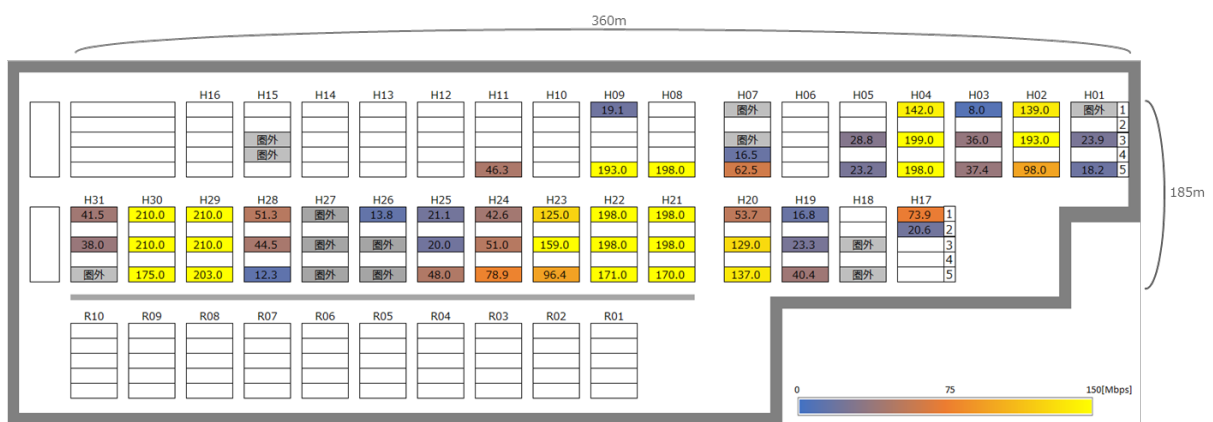 360m
H16 H15 H14 H13 H12 H11 H10 H09 H08 H07 H06 H05 H04 H03 H02 H01
19.1 圏外 142.0 8.0 139.0 圏外 1
2
圏外 圏外 28.8 199.0 36.0 193.0 23.9 3
圏外 16.5 4
46.3 193.0 198.0 62.5 23.2 198.0 37.4 98.0 18.2 5
185m
H31 H30 H29 H28 H27 H26 H25 H24 H23 H22 H21 H20 H19 H18 H17
41.5 210.0 210.0 51.3 圏外 13.8 21.1 42.6 125.0 198.0 198.0 53.7 16.8 73.9 1
20.6 2
38.0 210.0 210.0 44.5 圏外 圏外 20.0 51.0 159.0 198.0 198.0 129.0 23.3 圏外 3
4
圏外 175.0 203.0 12.3 圏外 圏外 48.0 78.9 96.4 171.0 170.0 137.0 40.4 圏外 5
R10 R09 R08 R07 R06 R05 R04 R03 R02 R01
0 75 150[Mbps]